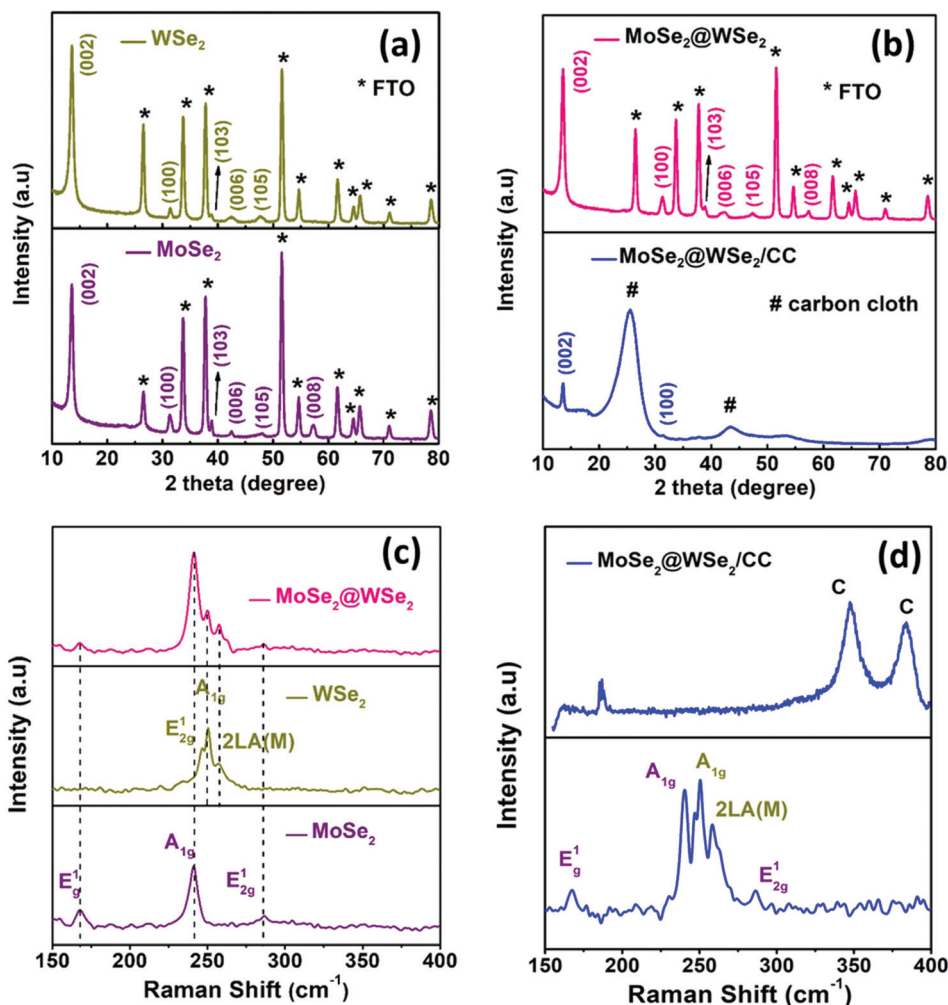 (a)
WSe₂
(002)
* FTO
* * * * * * * * * *
(100)
(103)
(006)
(105)
MoSe₂
(002)
* * * * * * * * * *
(100)
(103)
(006)
(105)
(008)
Intensity (a.u)
10 20 30 40 50 60 70 80
2 theta (degree)
(b)
MoSe₂@WSe₂
(002)
* FTO
* * * * * * * * * *
(100)
(103)
(006)
(105)
(008)
MoSe₂@WSe₂/CC
# carbon cloth
(002)
#
(100)
#
Intensity (a.u)
10 20 30 40 50 60 70 80
2 theta (degree)
(c)
MoSe₂@WSe₂
WSe₂
A₁g
E¹₂g
2LA(M)
MoSe₂
A₁g
E¹g
E¹₂g
Intensity (a.u)
150 200 250 300 350 400
Raman Shift (cm⁻¹)
(d)
MoSe₂@WSe₂/CC
C
C
A₁g
A₁g
2LA(M)
E¹g
E¹₂g
Intensity (a.u)
150 200 250 300 350 400
Raman Shift (cm⁻¹)